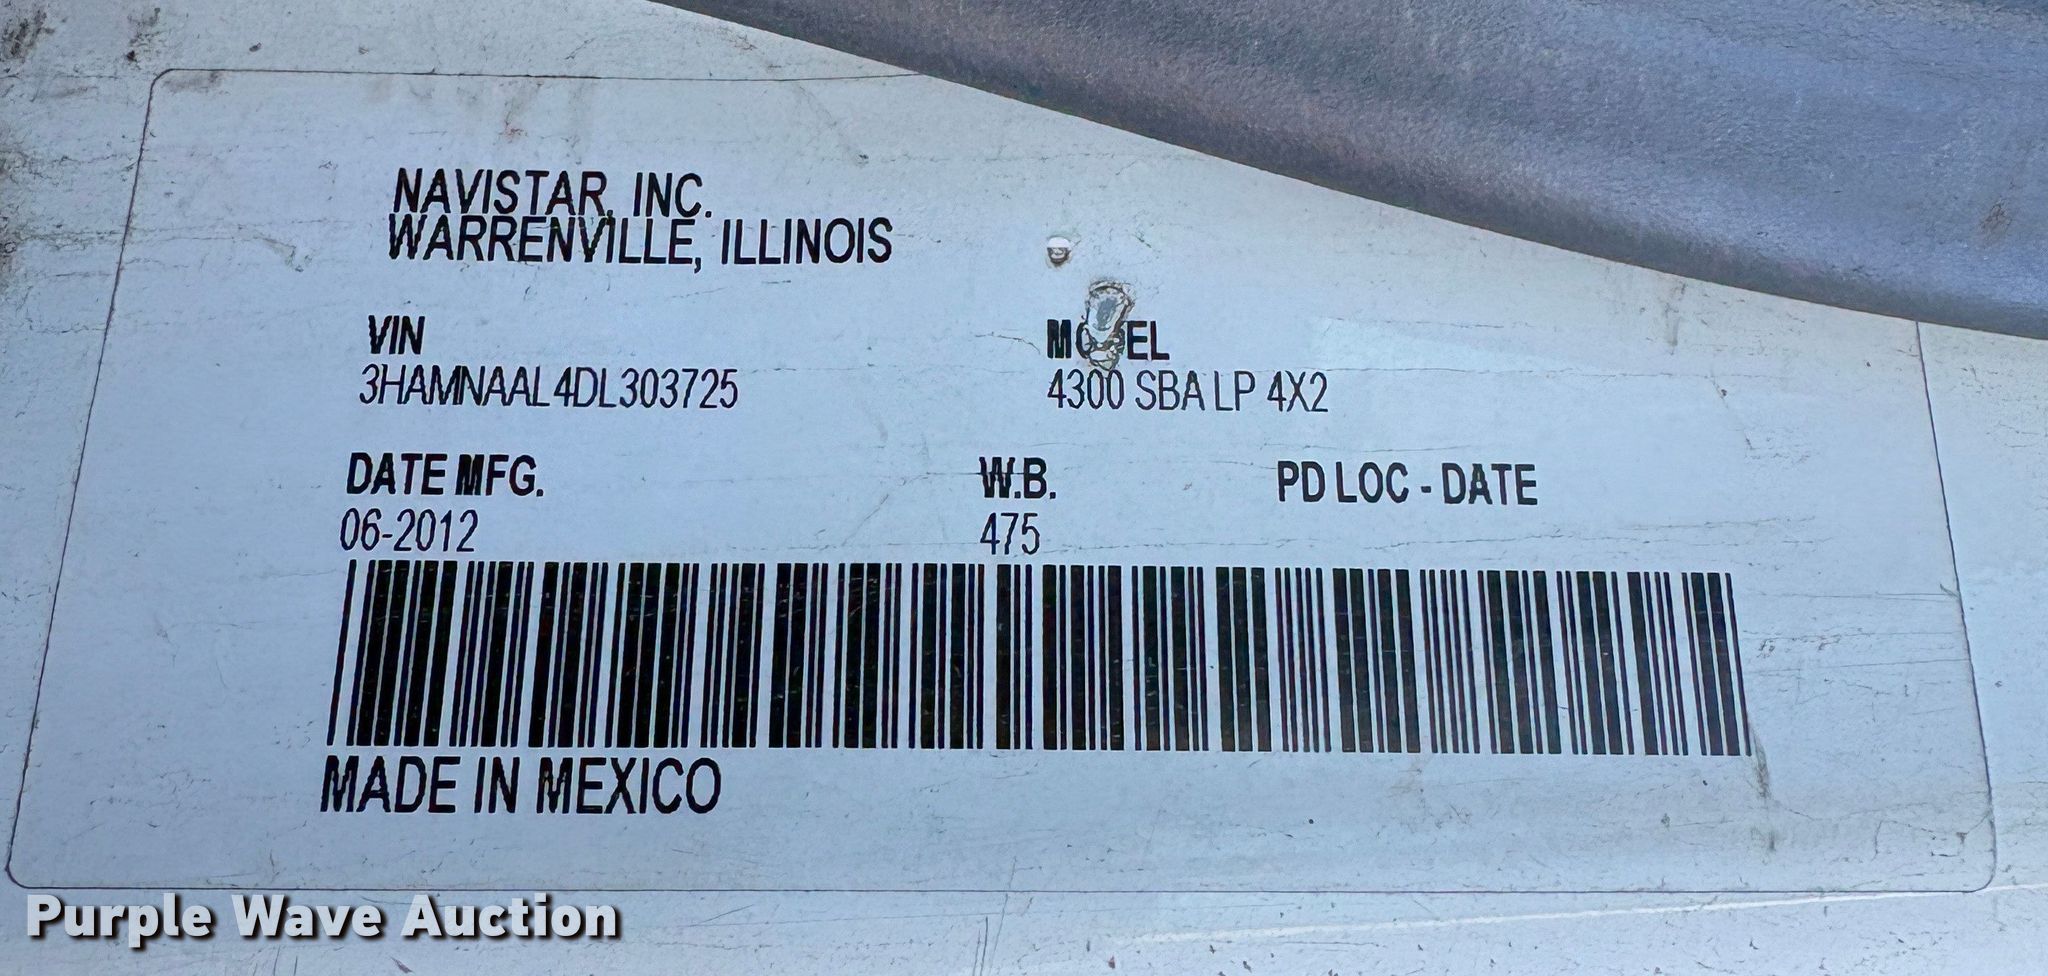 NAVISTAR, INC.
WARRENVILLE, ILLINOIS
VIN
3HAMNAAL4DL303725
MODEL
4300 SBA LP 4X2
DATE MFG.
06-2012
W.B.
475
PD LOC - DATE
MADE IN MEXICO
Purple Wave Auction